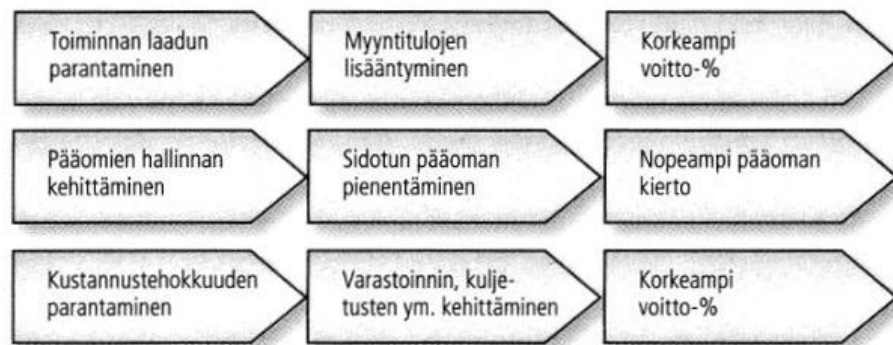 Toiminnan laadun
parantaminen
Myyntitulojen
lisääntyminen
Korkeampi
voitto-%
Pääomien hallinnan
kehittäminen
Sidotun pääoman
pienentäminen
Nopeampi pääoman
kierto
Kustannustehokkuuden
parantaminen
Varastoinnin, kulje-
tusten ym. kehittäminen
Korkeampi
voitto-%